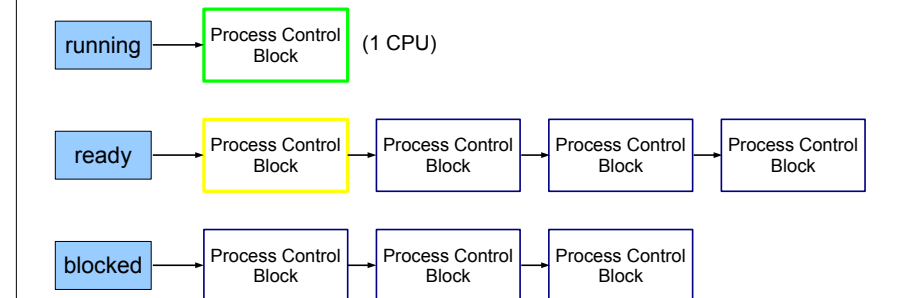 running
Process Control
Block
(1 CPU)
ready
Process Control
Block
Process Control
Block
Process Control
Block
Process Control
Block
blocked
Process Control
Block
Process Control
Block
Process Control
Block